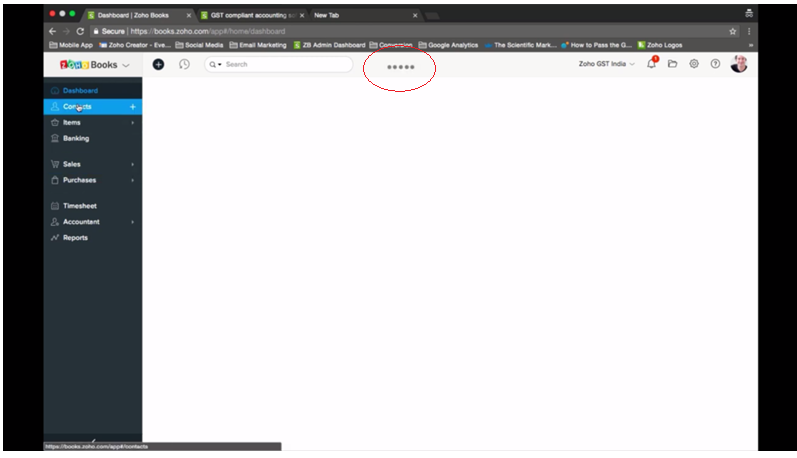 Dashboard | Zoho Books
GST compliant accounting
New Tab
Secure | https://books.zoho.com/app#/home/dashboard
Mobile App Zoho Creator - Eve... Social Media Email Marketing ZB Admin Dashboard Conversion Google Analytics The Scientific Mark... How to Pass the G... Zoho Logos »
ZOHO Books Search Zoho GST India
Dashboard
Contacts
Items
Banking
Sales
Purchases
Timesheet
Accountant
Reports
https://books.zoho.com/app#/contacts